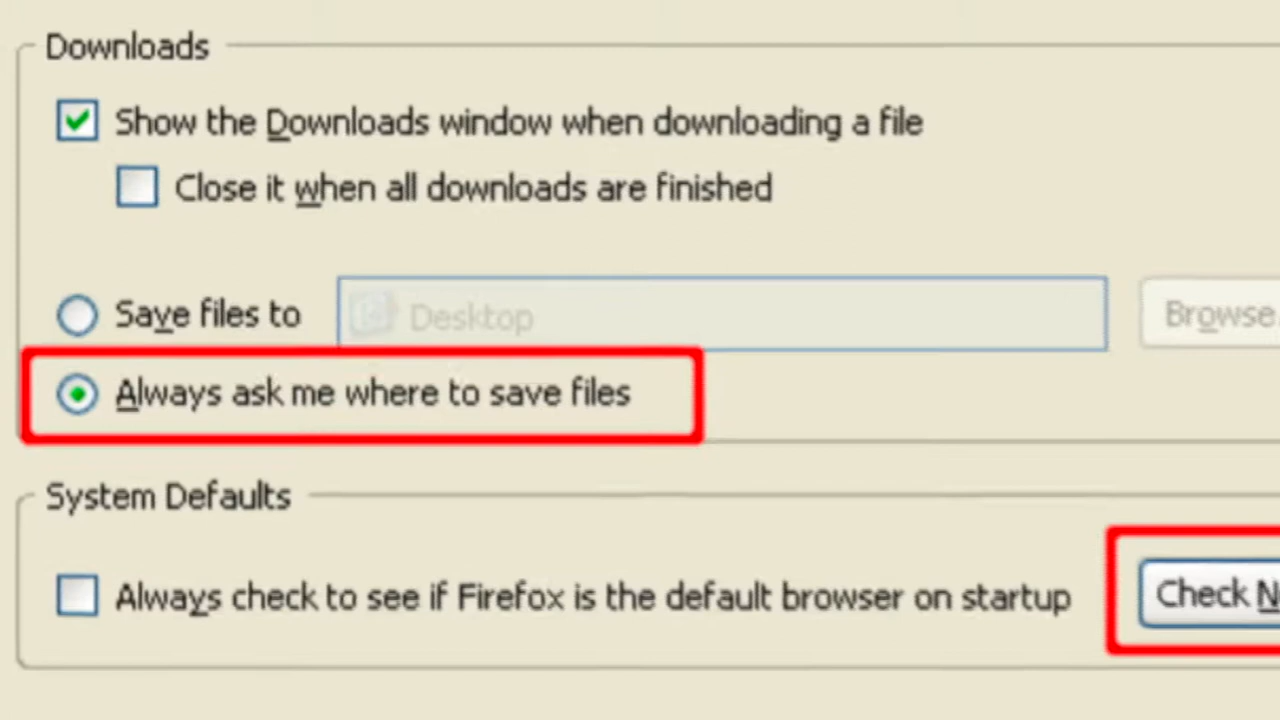 Downloads
Show the Downloads window when downloading a file
Close it when all downloads are finished
Save files to Desktop Browse.
Always ask me where to save files
System Defaults
Always check to see if Firefox is the default browser on startup Check N